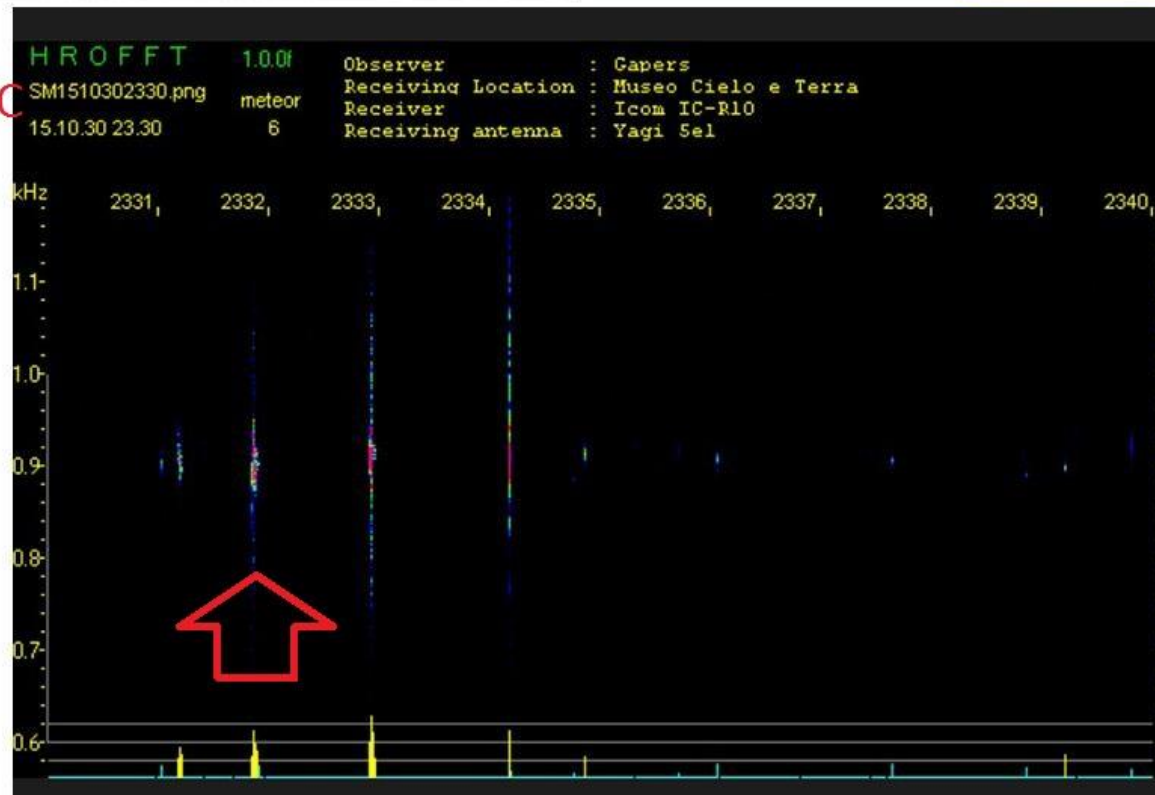 H R O F F T 1.0.0f
C
SM1510302330.png meteor
15.10.30 23.30 6
Observer : Gapers
Receiving Location : Museo Cielo e Terra
Receiver : Icom IC-R10
Receiving antenna : Yagi 5el
kHz 2331 2332 2333 2334 2335 2336 2337 2338 2339 2340
1.1
1.0
0.9
0.8
0.7
0.6